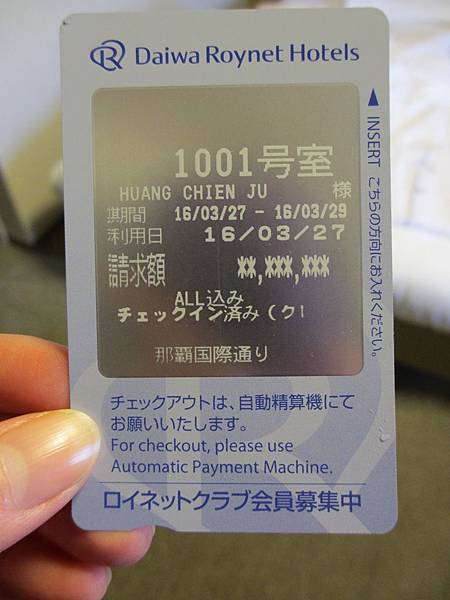 Daiwa Roynet Hotels
1001号室
HUANG CHIEN JU 様
期間 16/03/27 - 16/03/29
利用日 16/03/27
請求額 **,***,***
ALL込み
チェックイン済み(ク
那覇国際通り
▲ INSERT こちらの方向にお入れください。
チェックアウトは、自動精算機にて
お願いいたします。
For checkout, please use
Automatic Payment Machine.
ロイネットクラブ会員募集中